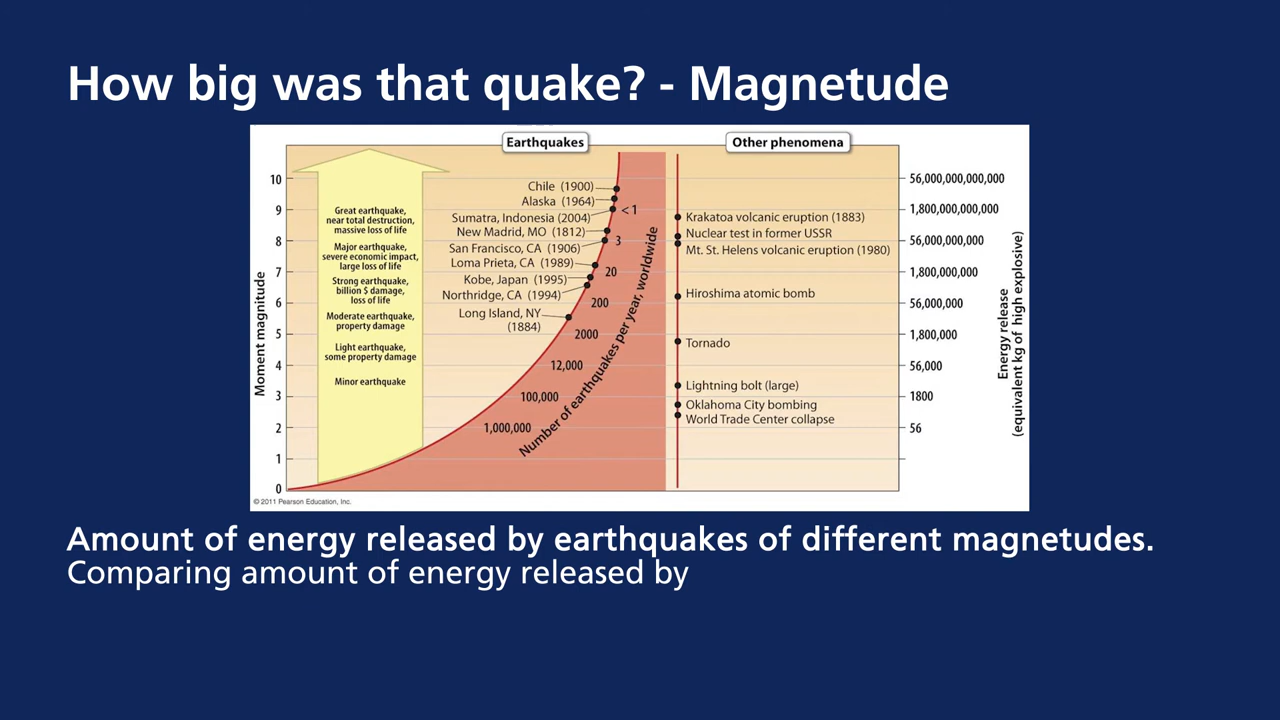 How big was that quake? - Magnetude
Earthquakes
Other phenomena
Moment magnitude
10
9
8
7
6
5
4
3
2
1
0
Great earthquake,
near total destruction,
massive loss of life
Major earthquake,
severe economic impact,
large loss of life
Strong earthquake,
billion $ damage,
loss of life
Moderate earthquake,
property damage
Light earthquake,
some property damage
Minor earthquake
Chile (1900)
Alaska (1964)
Sumatra, Indonesia (2004)
New Madrid, MO (1812)
San Francisco, CA (1906)
Loma Prieta, CA (1989)
Kobe, Japan (1995)
Northridge, CA (1994)
Long Island, NY
(1884)
< 1
3
20
200
2000
12,000
100,000
1,000,000
Number of earthquakes per year, worldwide
Krakatoa volcanic eruption (1883)
Nuclear test in former USSR
Mt. St. Helens volcanic eruption (1980)
Hiroshima atomic bomb
Tornado
Lightning bolt (large)
Oklahoma City bombing
World Trade Center collapse
56,000,000,000,000
1,800,000,000,000
56,000,000,000
1,800,000,000
56,000,000
1,800,000
56,000
1800
56
Energy release
(equivalent kg of high explosive)
© 2011 Pearson Education, Inc.
Amount of energy released by earthquakes of different magnetudes.
Comparing amount of energy released by